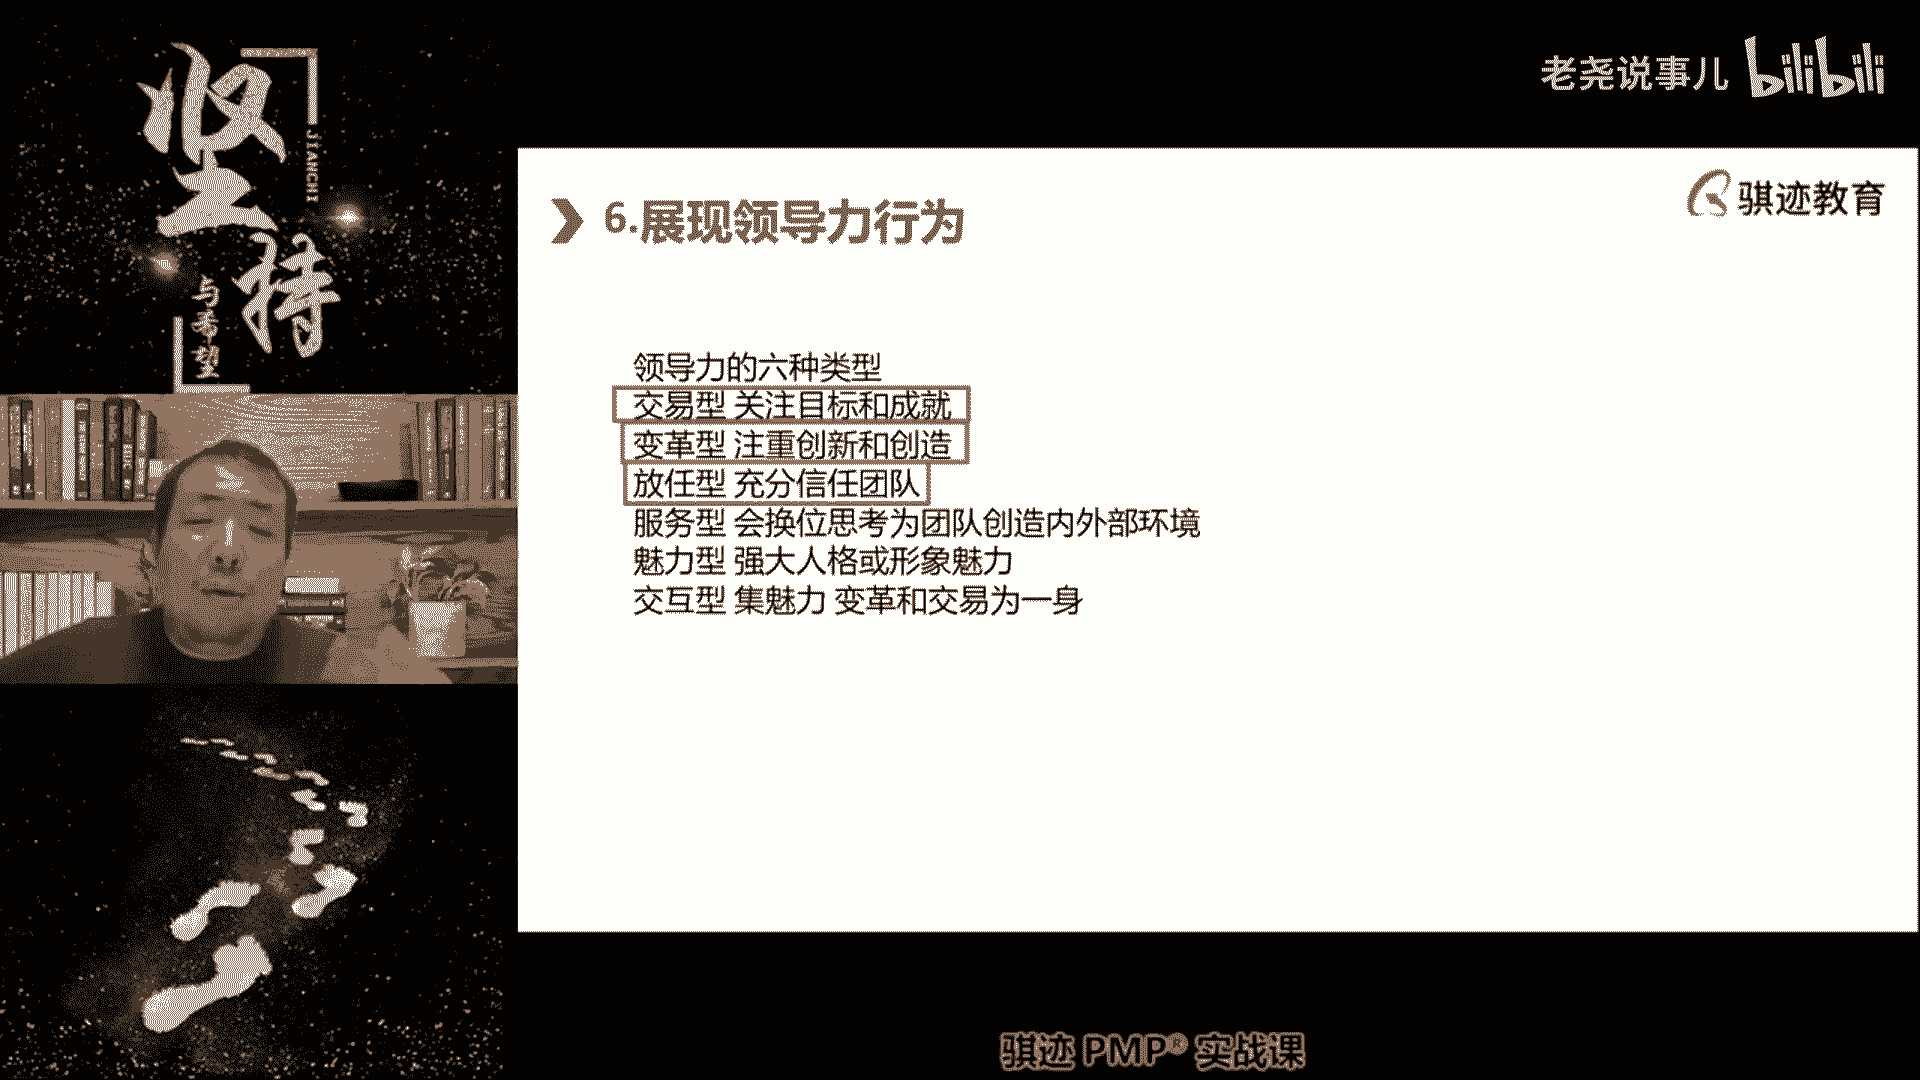 坚持
JIANCHI
与希望
老尧说事儿 bilibili
骐迹教育
6.展现领导力行为
领导力的六种类型
交易型 关注目标和成就
变革型 注重创新和创造
放任型 充分信任团队
服务型 会换位思考为团队创造内外部环境
魅力型 强大人格或形象魅力
交互型 集魅力 变革和交易为一身
骐迹 PMP® 实战课